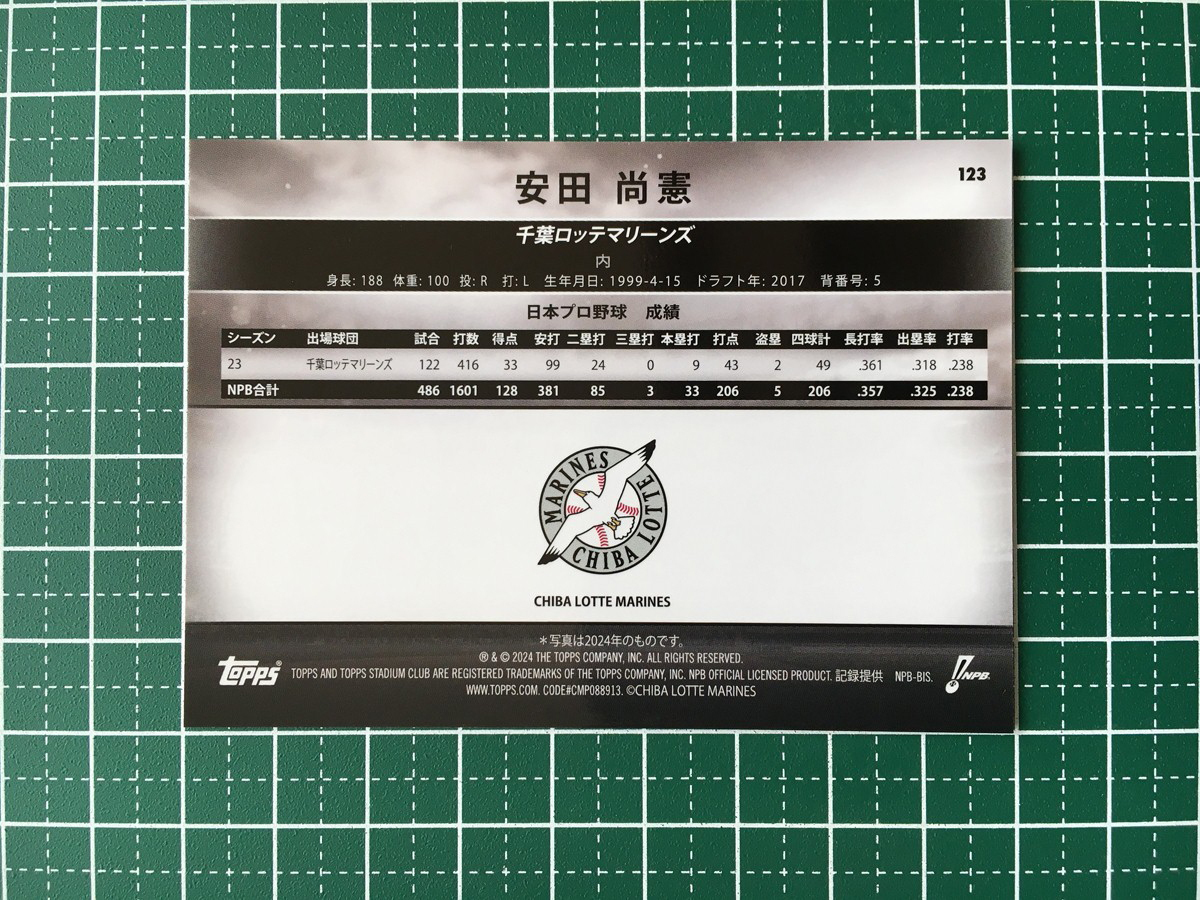 123
安田 尚憲
千葉ロッテマリーンズ
内
身長: 188 体重: 100 投: R 打: L 生年月日: 1999-4-15 ドラフト年: 2017 背番号: 5
日本プロ野球 成績
シーズン 出場球団 試合 打数 得点 安打 二塁打 三塁打 本塁打 打点 盗塁 四球計 長打率 出塁率 打率
23 千葉ロッテマリーンズ 122 416 33 99 24 0 9 43 2 49 .361 .318 .238
NPB合計 486 1601 128 381 85 3 33 206 5 206 .357 .325 .238
MARINES
CHIBA LOTTE
CHIBA LOTTE MARINES
＊写真は2024年のものです。
® & © 2024 THE TOPPS COMPANY, INC. ALL RIGHTS RESERVED.
Topps® TOPPS AND TOPPS STADIUM CLUB ARE REGISTERED TRADEMARKS OF THE TOPPS COMPANY, INC. NPB OFFICIAL LICENSED PRODUCT. 記録提供 NPB-BIS. NPB
WWW.TOPPS.COM. CODE#CMP088913. ©CHIBA LOTTE MARINES